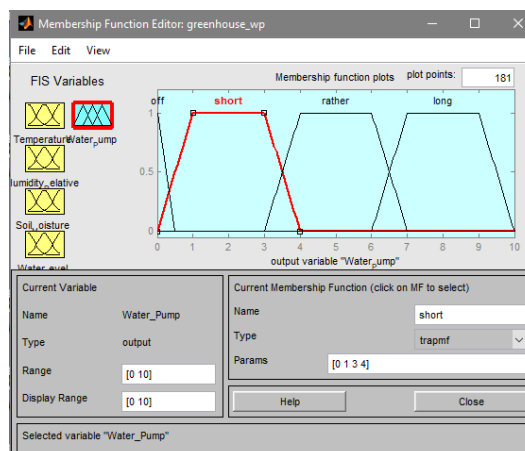 Membership Function Editor: greenhouse_wp
File Edit View
FIS Variables
Membership function plots plot points: 181
off short rather long
Temperature Water_pump
1
0.5
0
umidity_relative
Soil_oisture
Water_evel
0 1 2 3 4 5 6 7 8 9 10
output variable "Water_pump"
Current Variable
Name Water_Pump
Type output
Range [0 10]
Display Range [0 10]
Current Membership Function (click on MF to select)
Name short
Type trapmf
Params [0 1 3 4]
Help Close
Selected variable "Water_Pump"